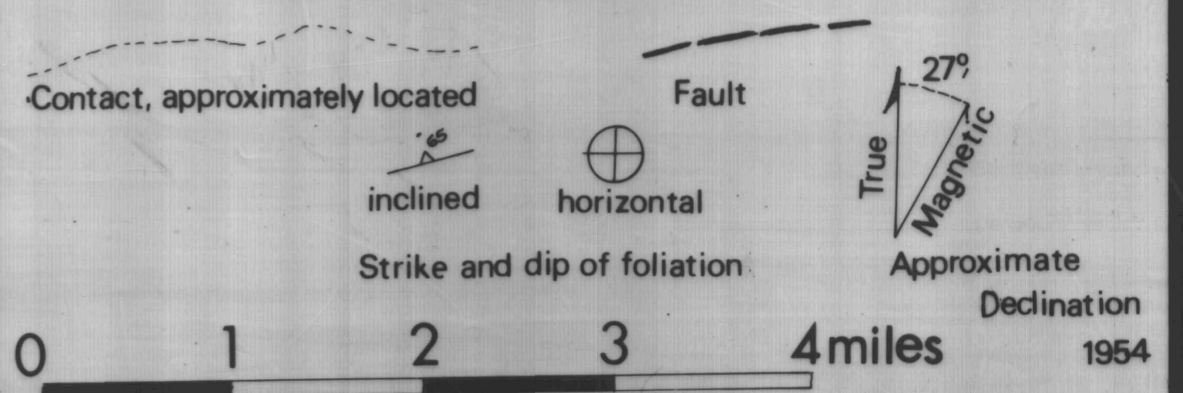 27°
Contact, approximately located
Fault
65
True
Magnetic
inclined
horizontal
Strike and dip of foliation
Approximate
Declination
1954
0 1 2 3 4 miles